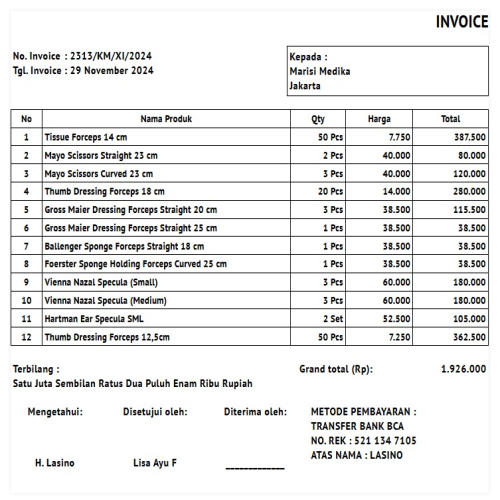 INVOICE
No. Invoice : 2313/KM/XI/2024
Tgl. Invoice : 29 November 2024
Kepada :
Marisi Medika
Jakarta
No Nama Produk Qty Harga Total
1 Tissue Forceps 14 cm 50 Pcs 7.750 387.500
2 Mayo Scissors Straight 23 cm 2 Pcs 40.000 80.000
3 Mayo Scissors Curved 23 cm 3 Pcs 40.000 120.000
4 Thumb Dressing Forceps 18 cm 20 Pcs 14.000 280.000
5 Gross Maier Dressing Forceps Straight 20 cm 3 Pcs 38.500 115.500
6 Gross Maier Dressing Forceps Straight 25 cm 1 Pcs 38.500 38.500
7 Ballenger Sponge Forceps Straight 18 cm 1 Pcs 38.500 38.500
8 Foerster Sponge Holding Forceps Curved 25 cm 1 Pcs 38.500 38.500
9 Vienna Nazal Specula (Small) 3 Pcs 60.000 180.000
10 Vienna Nazal Specula (Medium) 3 Pcs 60.000 180.000
11 Hartman Ear Specula SML 2 Set 52.500 105.000
12 Thumb Dressing Forceps 12,5cm 50 Pcs 7.250 362.500
Terbilang :
Satu Juta Sembilan Ratus Dua Puluh Enam Ribu Rupiah
Grand total (Rp): 1.926.000
Mengetahui: Disetujui oleh: Diterima oleh:
H. Lasino Lisa Ayu F
METODE PEMBAYARAN :
TRANSFER BANK BCA
NO. REK : 521 134 7105
ATAS NAMA : LASINO